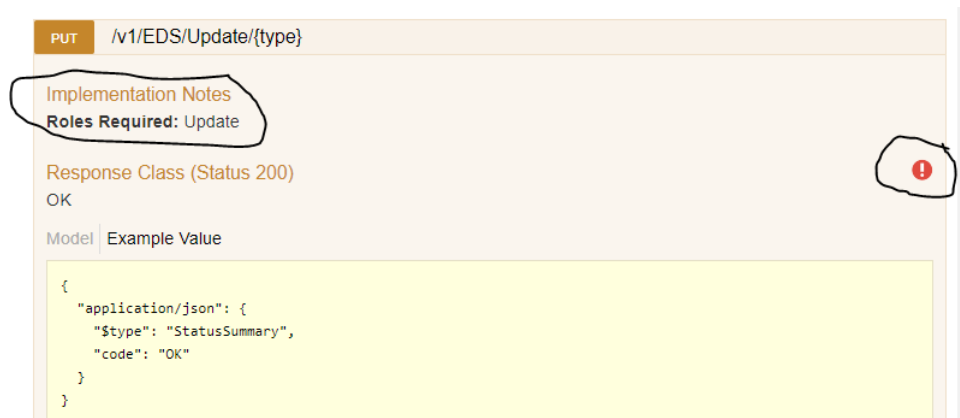 PUT /v1/EDS/Update/{type}
Implementation Notes
Roles Required: Update
Response Class (Status 200)
OK
Model Example Value
{
"application/json": {
"$type": "StatusSummary",
"code": "OK"
}
}